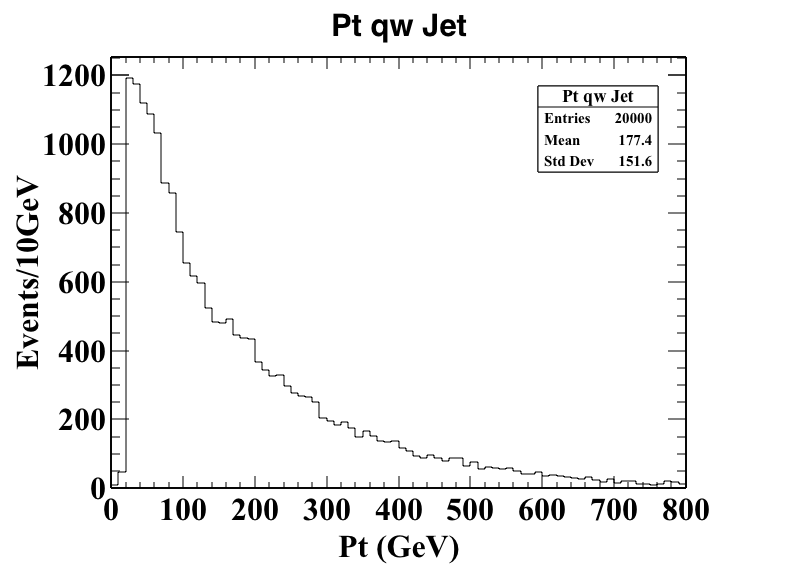 Pt qw Jet
1200
1000
800
600
400
200
0
Events/10GeV
Pt qw Jet
Entries 20000
Mean 177.4
Std Dev 151.6
0 100 200 300 400 500 600 700 800
Pt (GeV)